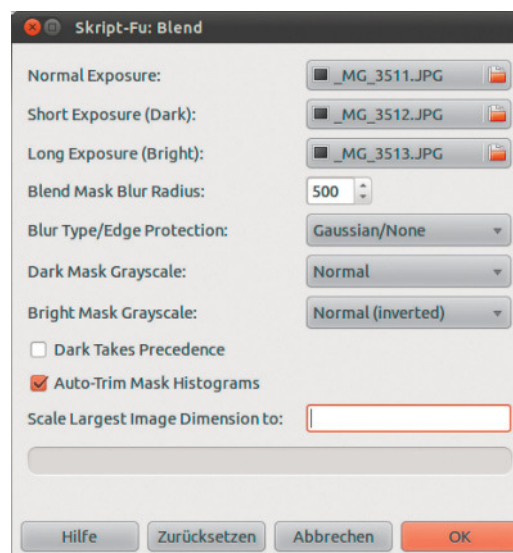 Skript-Fu: Blend
Normal Exposure: _MG_3511.JPG
Short Exposure (Dark): _MG_3512.JPG
Long Exposure (Bright): _MG_3513.JPG
Blend Mask Blur Radius: 500
Blur Type/Edge Protection: Gaussian/None
Dark Mask Grayscale: Normal
Bright Mask Grayscale: Normal (inverted)
Dark Takes Precedence
Auto-Trim Mask Histograms
Scale Largest Image Dimension to:
Hilfe Zurücksetzen Abbrechen OK